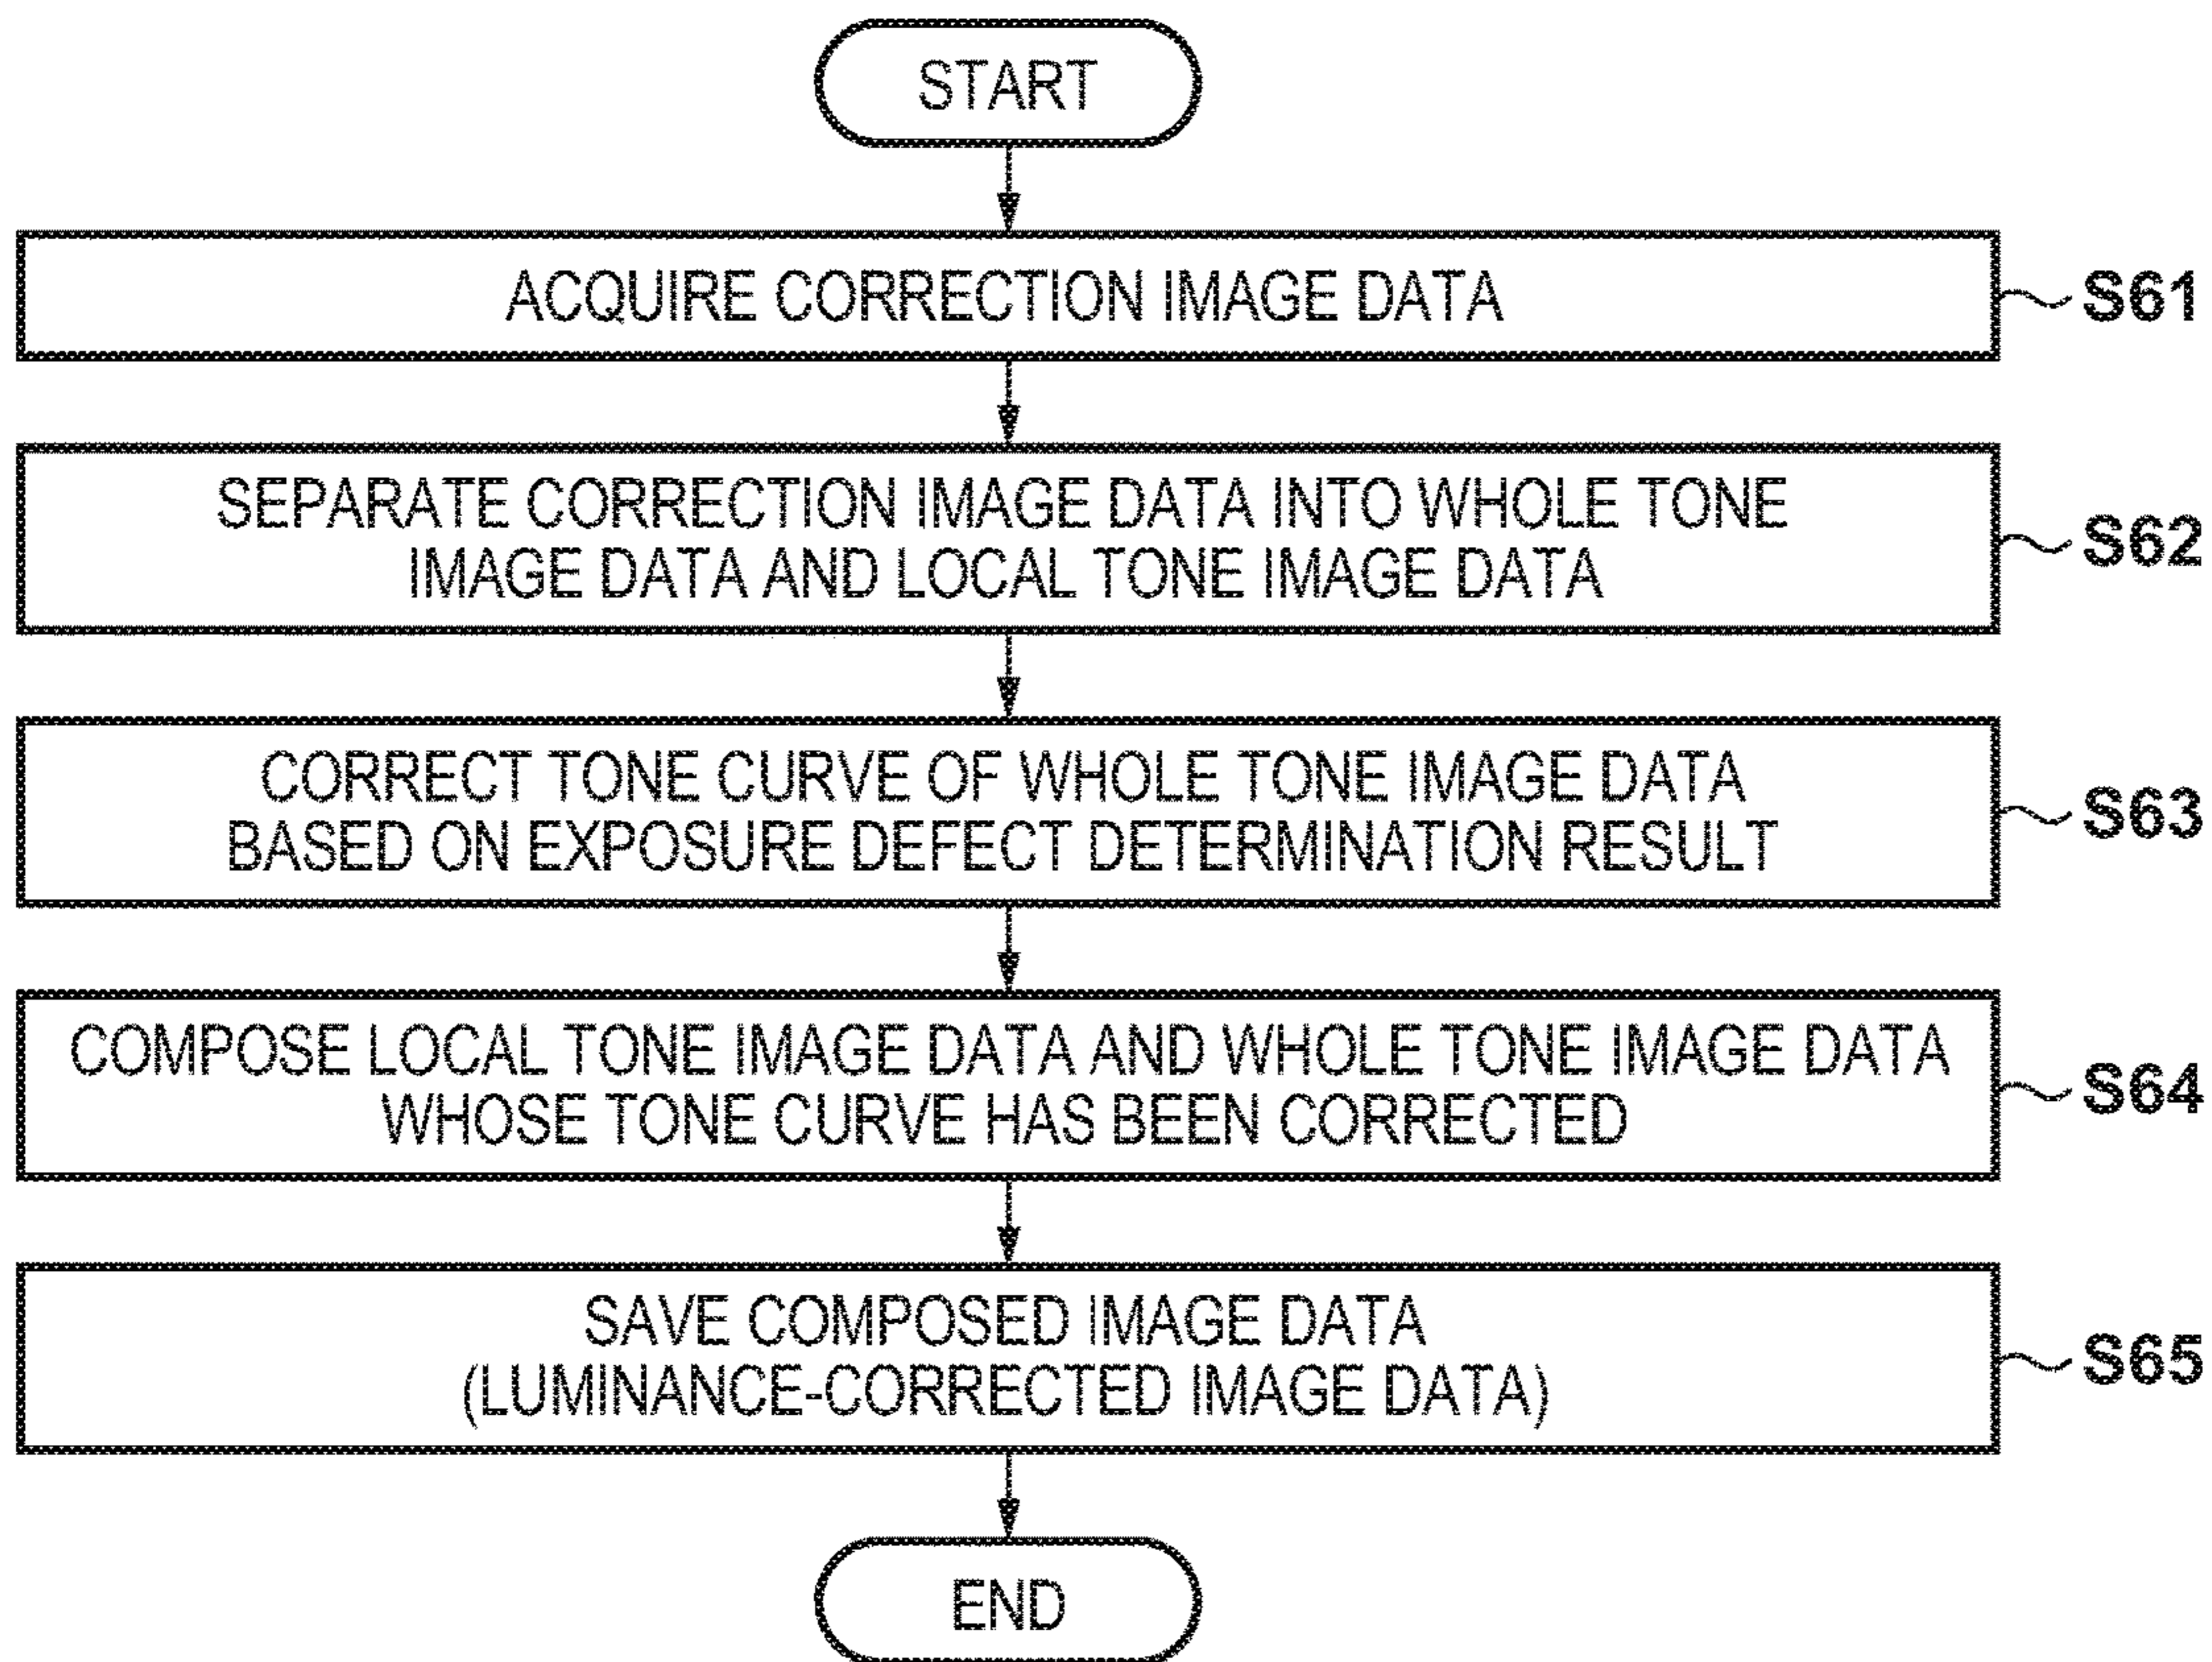 START
ACQUIRE CORRECTION IMAGE DATA
S61
SEPARATE CORRECTION IMAGE DATA INTO WHOLE TONE
IMAGE DATA AND LOCAL TONE IMAGE DATA
S62
CORRECT TONE CURVE OF WHOLE TONE IMAGE DATA
BASED ON EXPOSURE DEFECT DETERMINATION RESULT
S63
COMPOSE LOCAL TONE IMAGE DATA AND WHOLE TONE IMAGE DATA
WHOSE TONE CURVE HAS BEEN CORRECTED
S64
SAVE COMPOSED IMAGE DATA
(LUMINANCE-CORRECTED IMAGE DATA)
S65
END